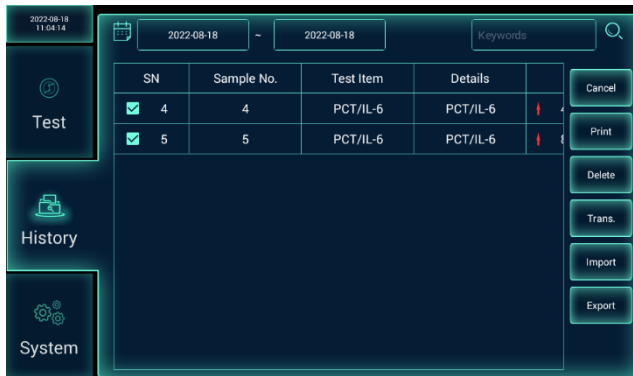 2022-08-18
11:04:14
2022-08-18 ~ 2022-08-18 Keywords
Test
History
System
SN Sample No. Test Item Details
4 4 PCT/IL-6 PCT/IL-6
5 5 PCT/IL-6 PCT/IL-6
Cancel
Print
Delete
Trans.
Import
Export